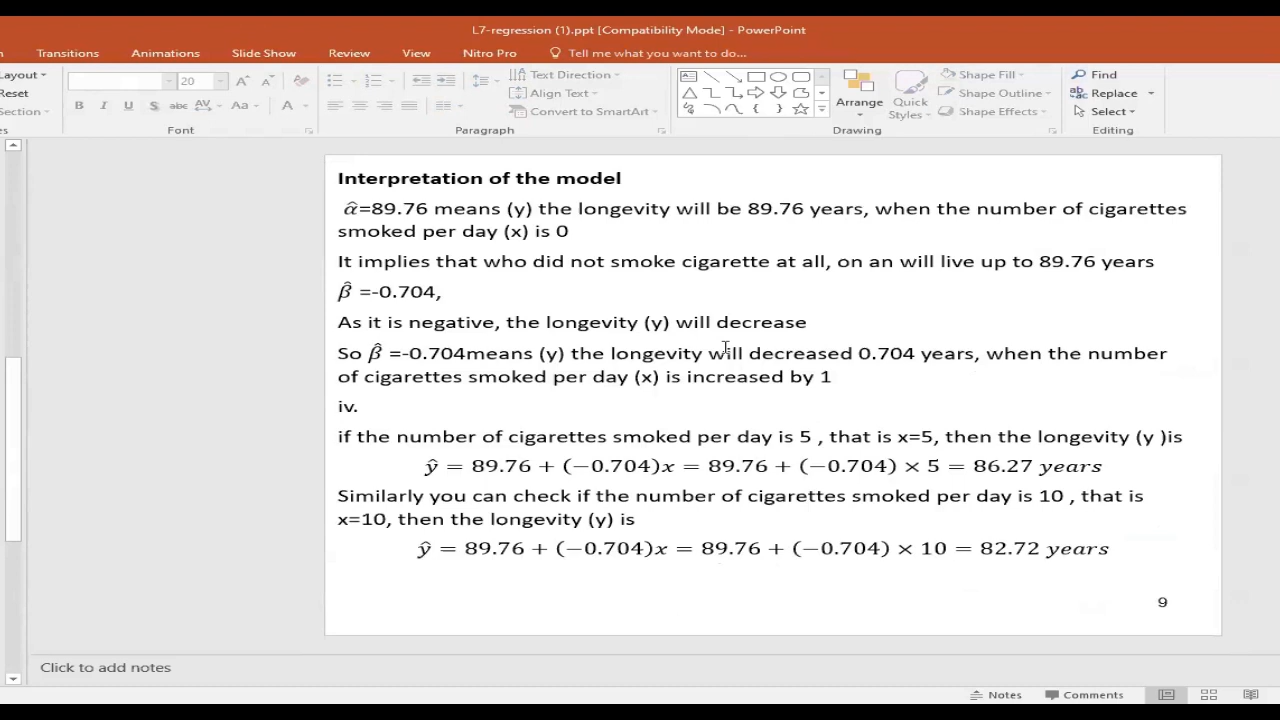 L7-regression (1).ppt [Compatibility Mode] - PowerPoint
Transitions Animations Slide Show Review View Nitro Pro Tell me what you want to do...
Layout 20 Text Direction Shape Fill Find
Reset Align Text Shape Outline Replace
Section B I U S abc AV Aa A Convert to SmartArt Arrange Quick Styles Shape Effects Select
Font Paragraph Drawing Editing
Interpretation of the model
α̂=89.76 means (y) the longevity will be 89.76 years, when the number of cigarettes
smoked per day (x) is 0
It implies that who did not smoke cigarette at all, on an will live up to 89.76 years
β̂ =-0.704,
As it is negative, the longevity (y) will decrease
So β̂ =-0.704means (y) the longevity will decreased 0.704 years, when the number
of cigarettes smoked per day (x) is increased by 1
iv.
if the number of cigarettes smoked per day is 5 , that is x=5, then the longevity (y )is
ŷ = 89.76 + (−0.704)x = 89.76 + (−0.704) × 5 = 86.27 years
Similarly you can check if the number of cigarettes smoked per day is 10 , that is
x=10, then the longevity (y) is
ŷ = 89.76 + (−0.704)x = 89.76 + (−0.704) × 10 = 82.72 years
9
Click to add notes
Notes Comments